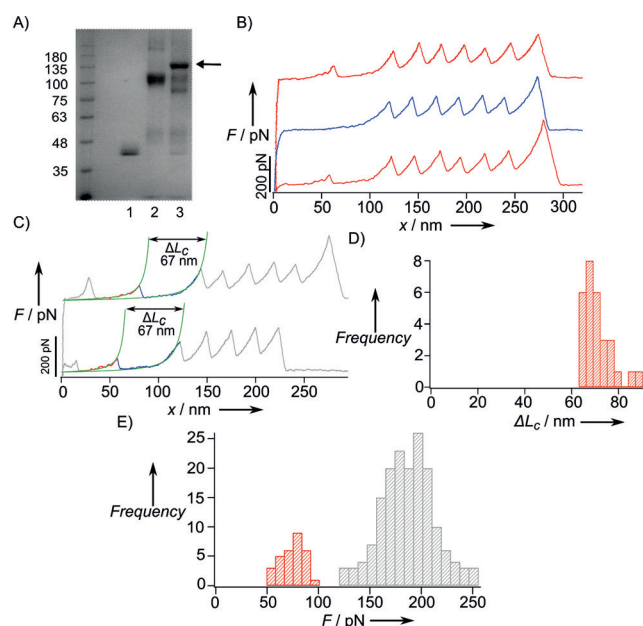 A)
180
135
100
75
63
48
35
1 2 3
B)
F / pN
200 pN
0 50 100 150 200 250 300
x / nm
C)
ΔLc
67 nm
ΔLc
67 nm
F / pN
200 pN
0 50 100 150 200 250
x / nm
D)
8
6
4
2
0
Frequency
0 20 40 60 80
ΔLc / nm
E)
25
20
15
10
5
0
Frequency
0 50 100 150 200 250
F / pN